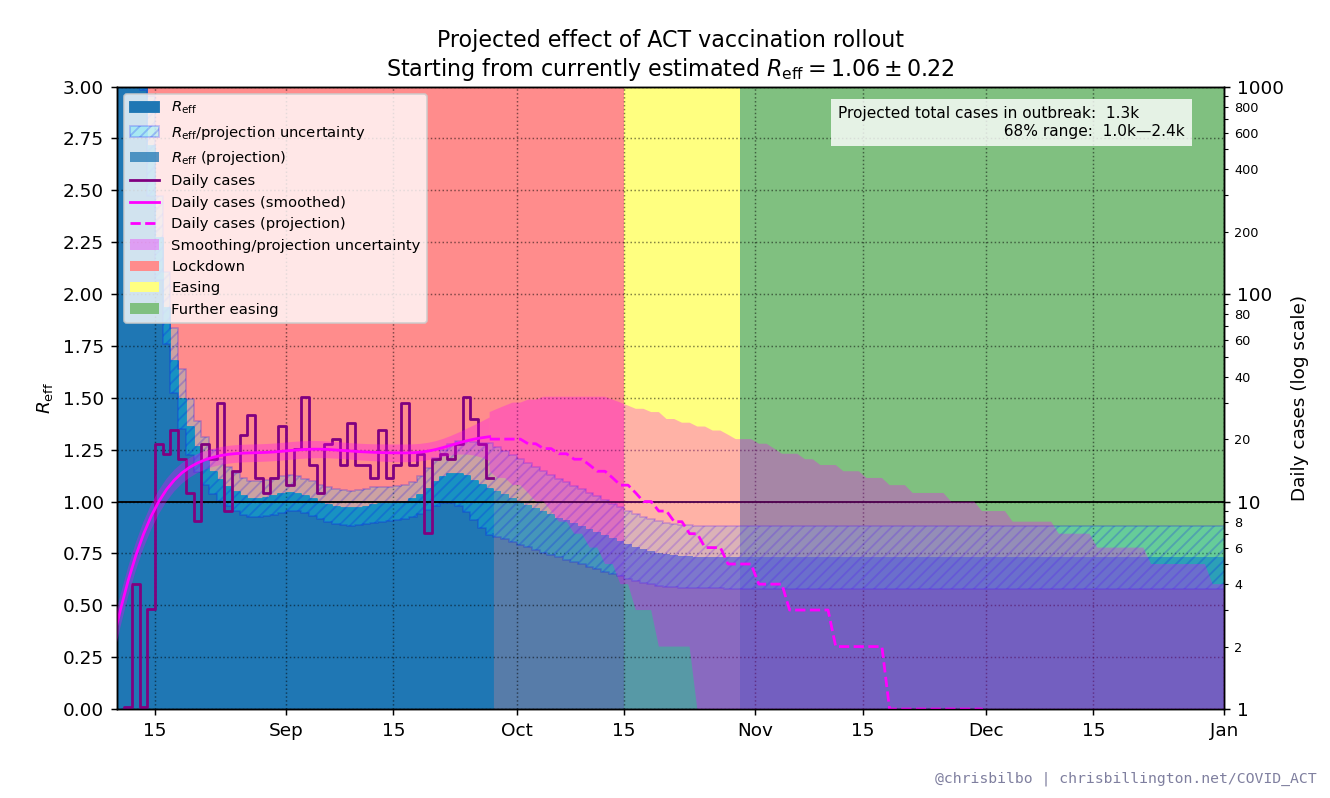 Projected effect of ACT vaccination rollout
Starting from currently estimated R_eff = 1.06 ± 0.22
R_eff
R_eff/projection uncertainty
R_eff (projection)
Daily cases
Daily cases (smoothed)
Daily cases (projection)
Smoothing/projection uncertainty
Lockdown
Easing
Further easing
Projected total cases in outbreak: 1.3k
68% range: 1.0k—2.4k
3.00
2.75
2.50
2.25
2.00
1.75
1.50
1.25
1.00
0.75
0.50
0.25
0.00
R_eff
1000
800
600
400
200
100
80
60
40
20
10
8
6
4
2
1
Daily cases (log scale)
15 Sep 15 Oct 15 Nov 15 Dec 15 Jan
@chrisbilbo | chrisbillington.net/COVID_ACT